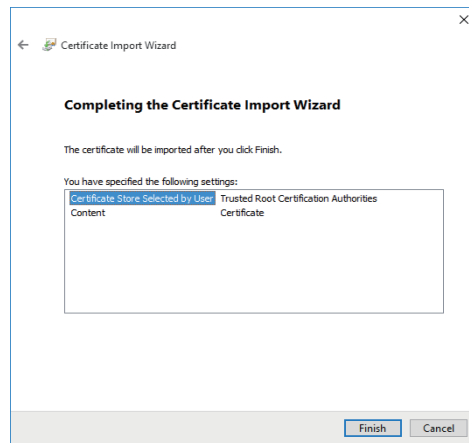 Certificate Import Wizard
Completing the Certificate Import Wizard
The certificate will be imported after you click Finish.
You have specified the following settings:
Certificate Store Selected by User Trusted Root Certification Authorities
Content Certificate
Finish Cancel